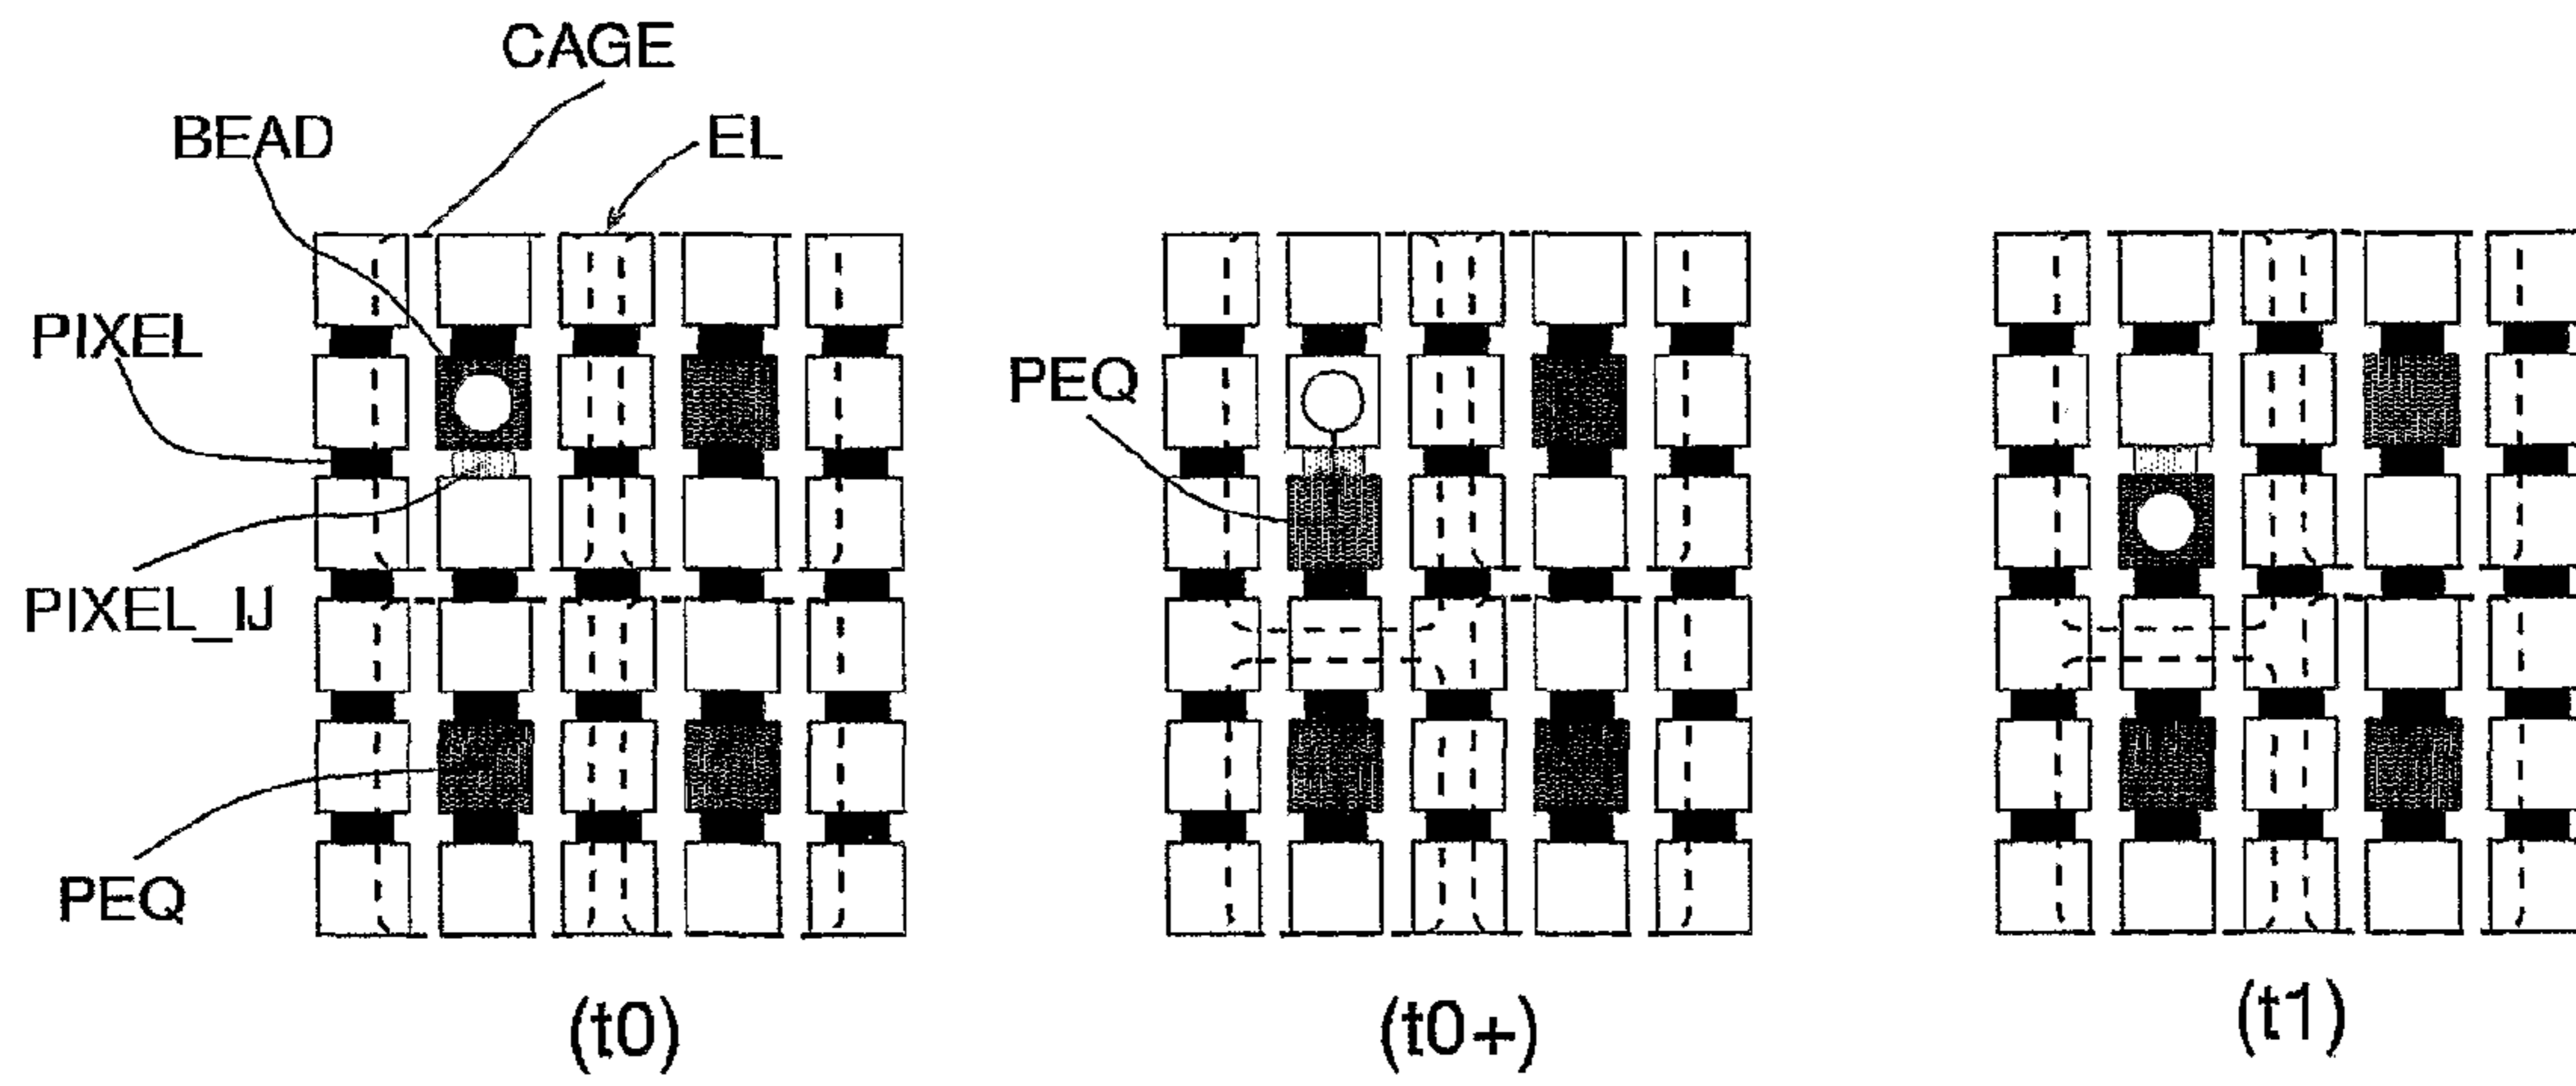 CAGE
BEAD
EL
PIXEL
PEQ
PIXEL_IJ
PEQ
(t0)
(t0+)
(t1)